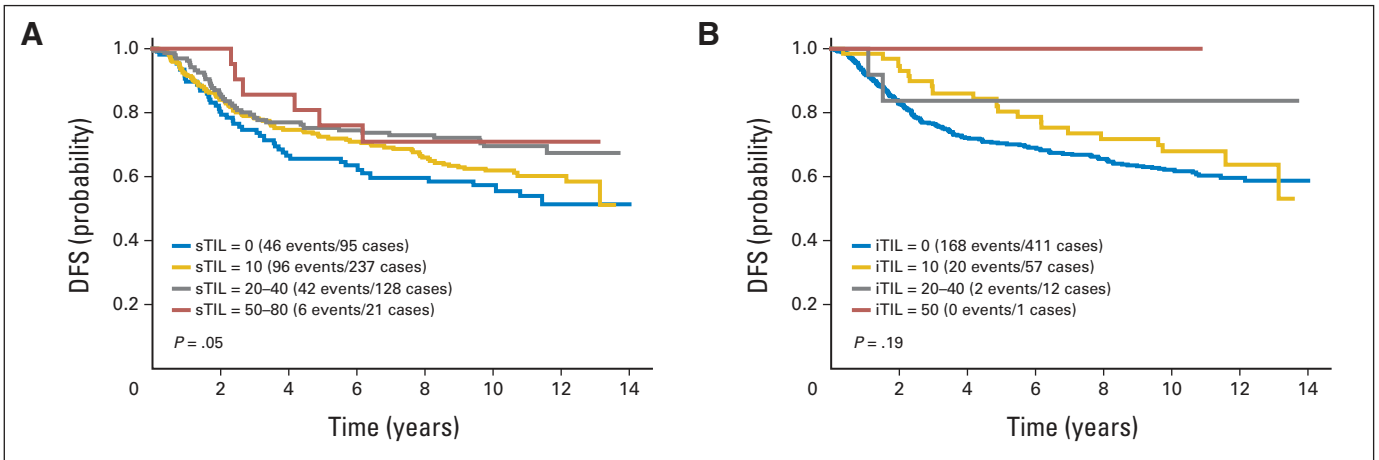 A
1.0
0.8
0.6
0.4
0.2
DFS (probability)
sTIL = 0 (46 events/95 cases)
sTIL = 10 (96 events/237 cases)
sTIL = 20–40 (42 events/128 cases)
sTIL = 50–80 (6 events/21 cases)
P = .05
0 2 4 6 8 10 12 14
Time (years)
B
1.0
0.8
0.6
0.4
0.2
DFS (probability)
iTIL = 0 (168 events/411 cases)
iTIL = 10 (20 events/57 cases)
iTIL = 20–40 (2 events/12 cases)
iTIL = 50 (0 events/1 cases)
P = .19
0 2 4 6 8 10 12 14
Time (years)